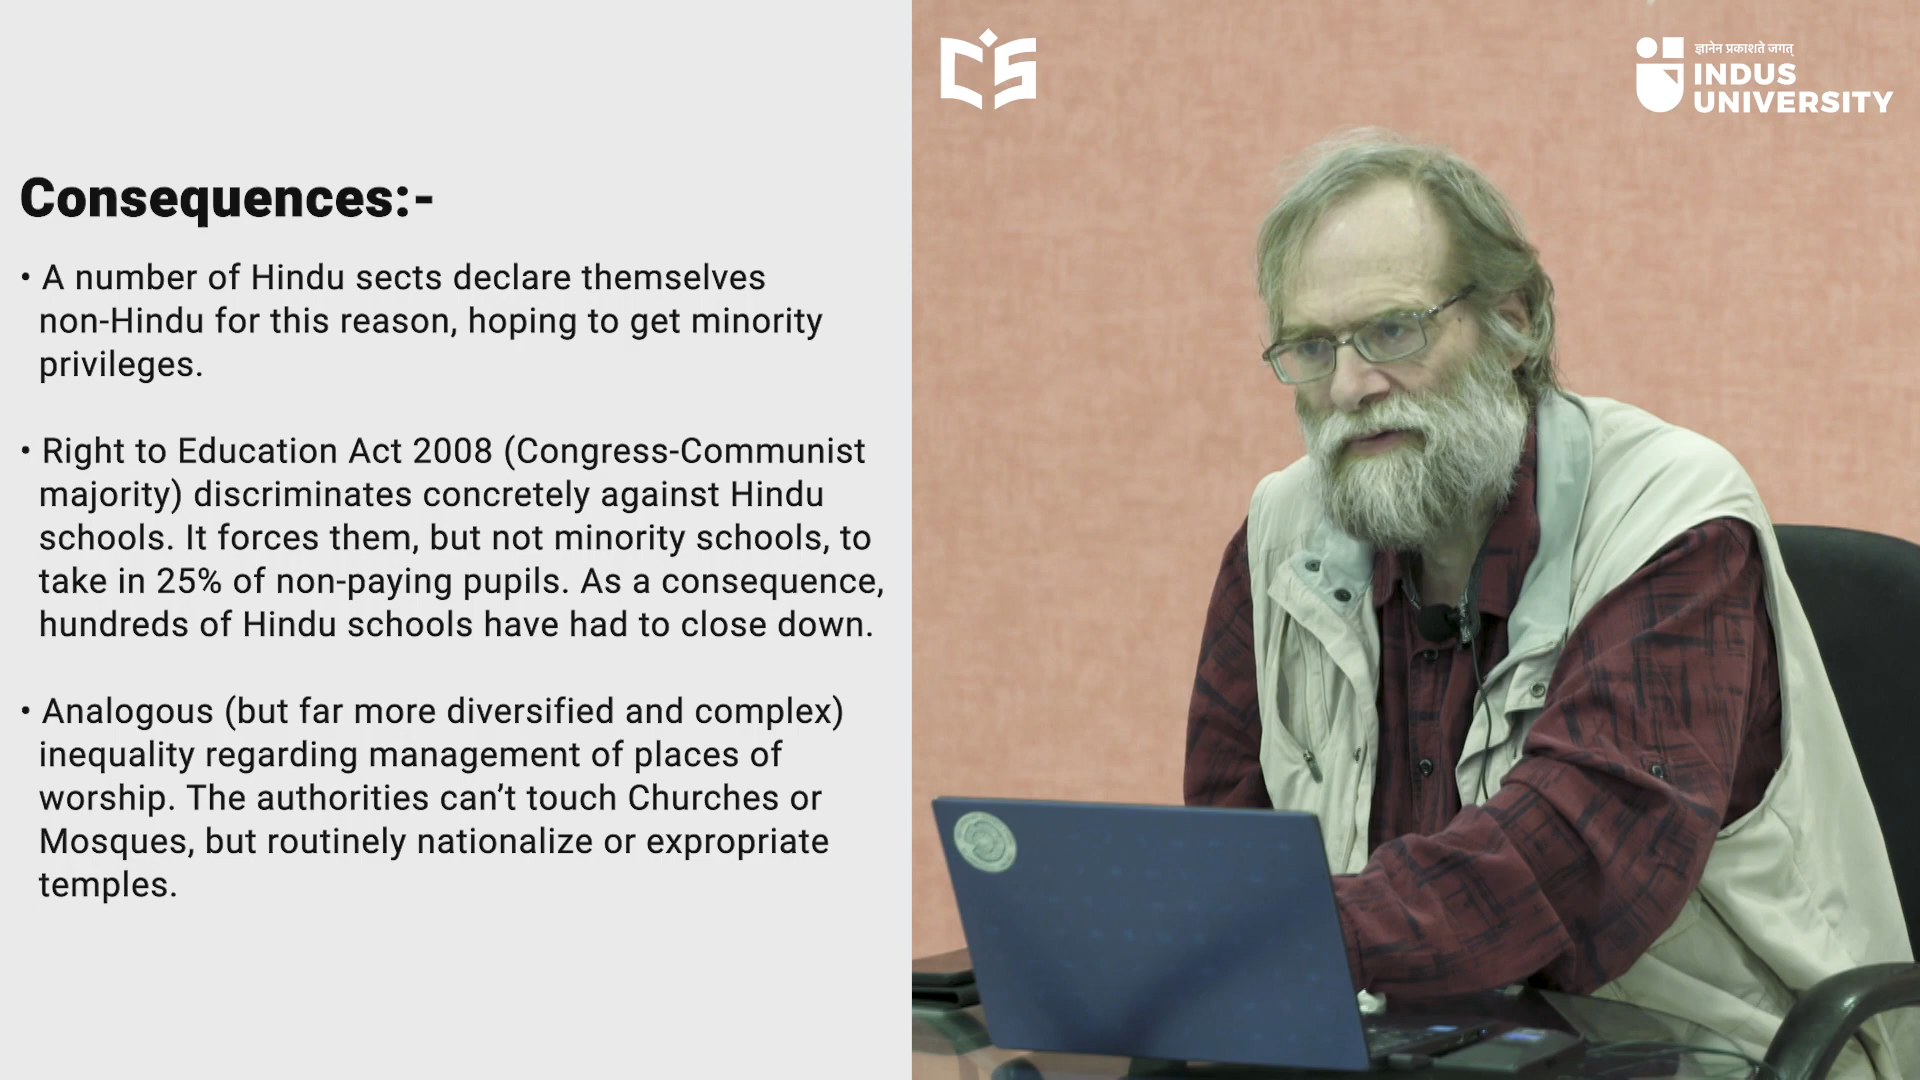 Consequences:-
• A number of Hindu sects declare themselves
non-Hindu for this reason, hoping to get minority
privileges.
• Right to Education Act 2008 (Congress-Communist
majority) discriminates concretely against Hindu
schools. It forces them, but not minority schools, to
take in 25% of non-paying pupils. As a consequence,
hundreds of Hindu schools have had to close down.
• Analogous (but far more diversified and complex)
inequality regarding management of places of
worship. The authorities can’t touch Churches or
Mosques, but routinely nationalize or expropriate
temples.
CIS
ज्ञानेन प्रकाशते जगत्
INDUS
UNIVERSITY